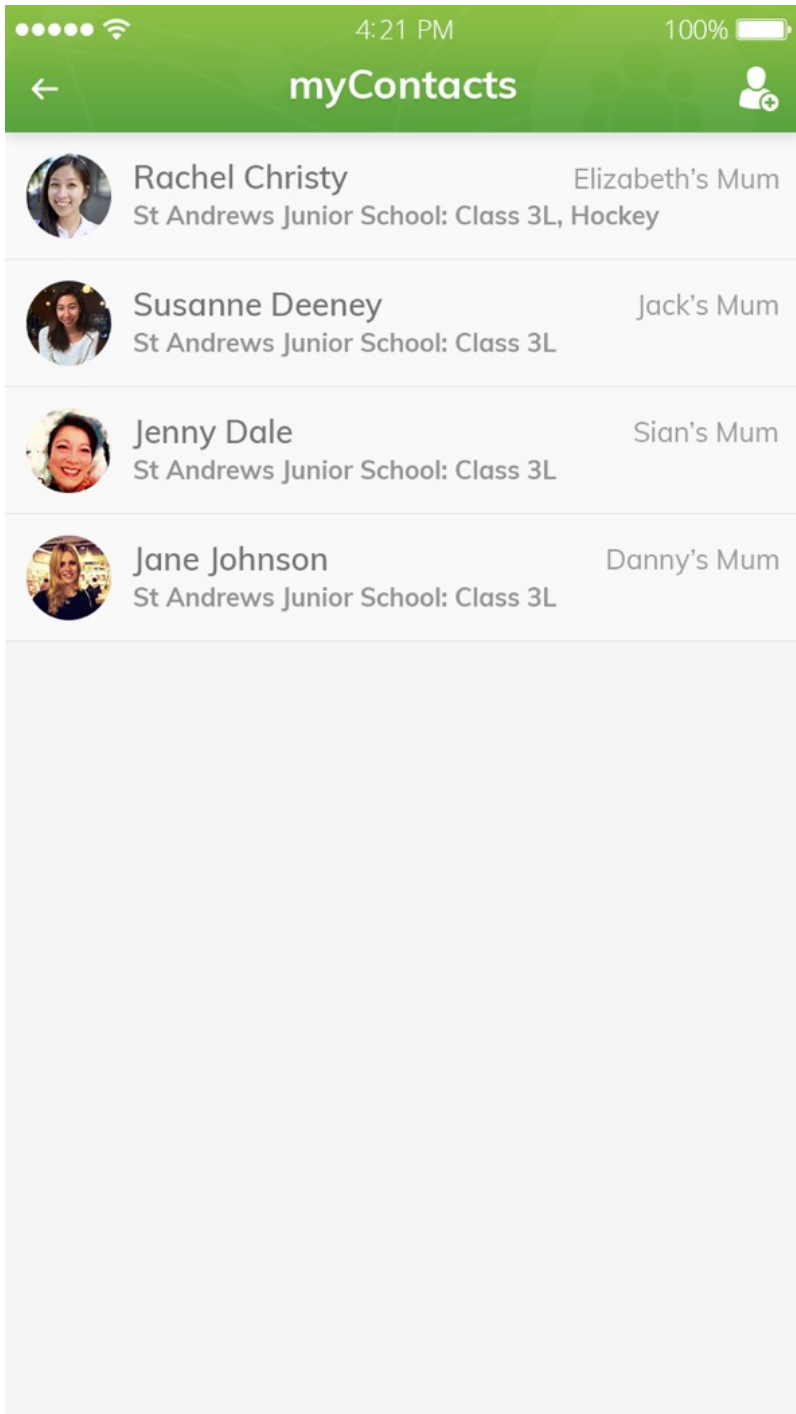 4:21 PM 100%
myContacts
Rachel Christy Elizabeth's Mum
St Andrews Junior School: Class 3L, Hockey
Susanne Deeney Jack's Mum
St Andrews Junior School: Class 3L
Jenny Dale Sian's Mum
St Andrews Junior School: Class 3L
Jane Johnson Danny's Mum
St Andrews Junior School: Class 3L